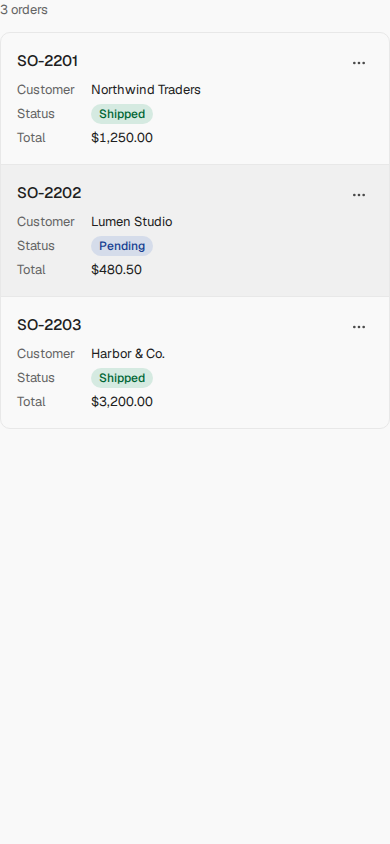 3 orders
SO-2201
Customer Northwind Traders
Status Shipped
Total $1,250.00
SO-2202
Customer Lumen Studio
Status Pending
Total $480.50
SO-2203
Customer Harbor & Co.
Status Shipped
Total $3,200.00